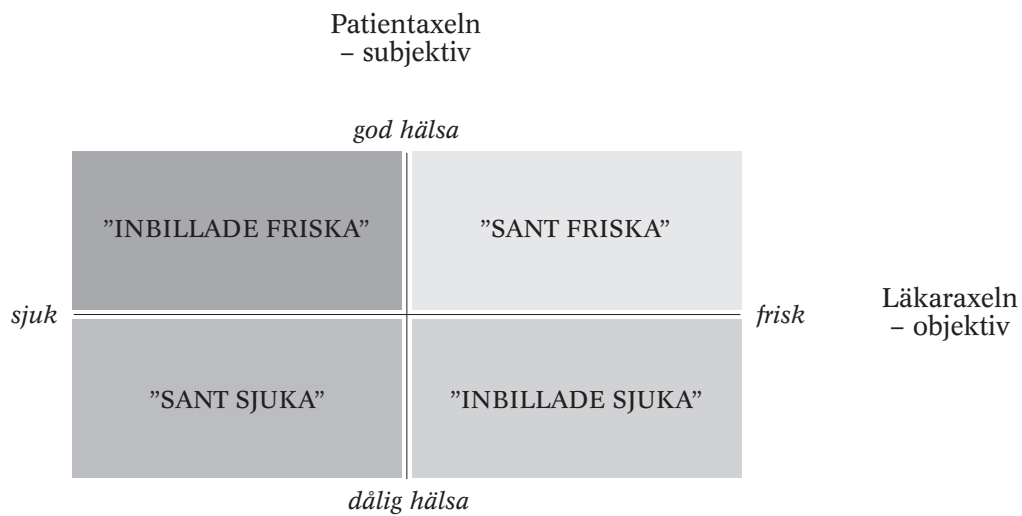 Patientaxeln
– subjektiv
god hälsa
”INBILLADE FRISKA”
”SANT FRISKA”
sjuk
frisk
Läkaraxeln
– objektiv
”SANT SJUKA”
”INBILLADE SJUKA”
dålig hälsa